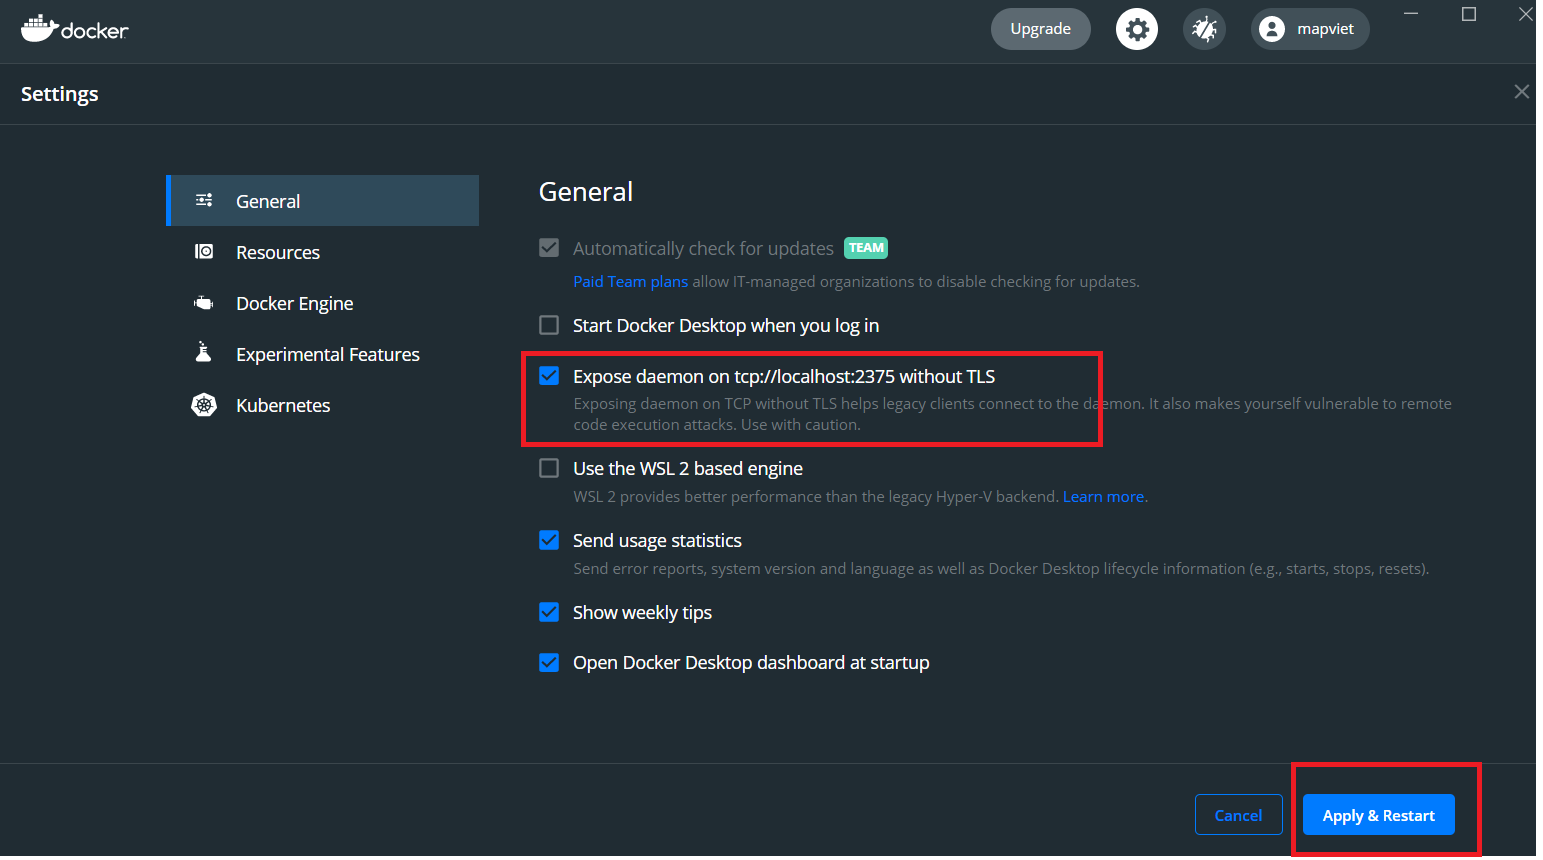 docker
Upgrade
mapviet
Settings
General
Resources
Docker Engine
Experimental Features
Kubernetes
General
Automatically check for updates TEAM
Paid Team plans allow IT-managed organizations to disable checking for updates.
Start Docker Desktop when you log in
Expose daemon on tcp://localhost:2375 without TLS
Exposing daemon on TCP without TLS helps legacy clients connect to the daemon. It also makes yourself vulnerable to remote
code execution attacks. Use with caution.
Use the WSL 2 based engine
WSL 2 provides better performance than the legacy Hyper-V backend. Learn more.
Send usage statistics
Send error reports, system version and language as well as Docker Desktop lifecycle information (e.g., starts, stops, resets).
Show weekly tips
Open Docker Desktop dashboard at startup
Cancel
Apply & Restart